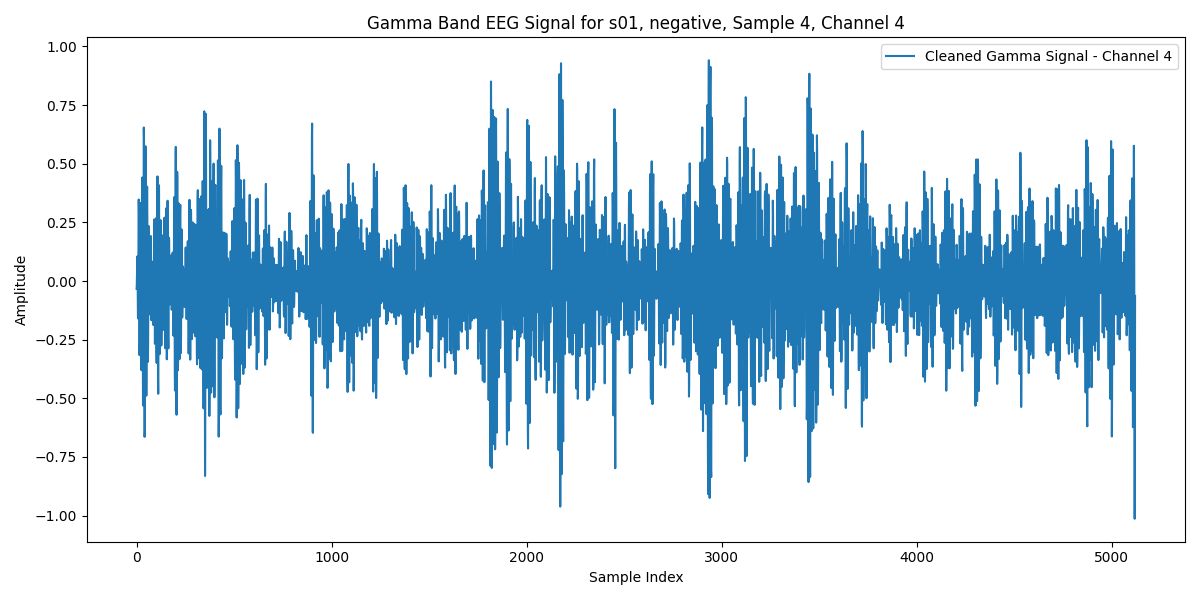 Gamma Band EEG Signal for s01, negative, Sample 4, Channel 4
Cleaned Gamma Signal - Channel 4
1.00
0.75
0.50
0.25
0.00
−0.25
−0.50
−0.75
−1.00
Amplitude
0 1000 2000 3000 4000 5000
Sample Index